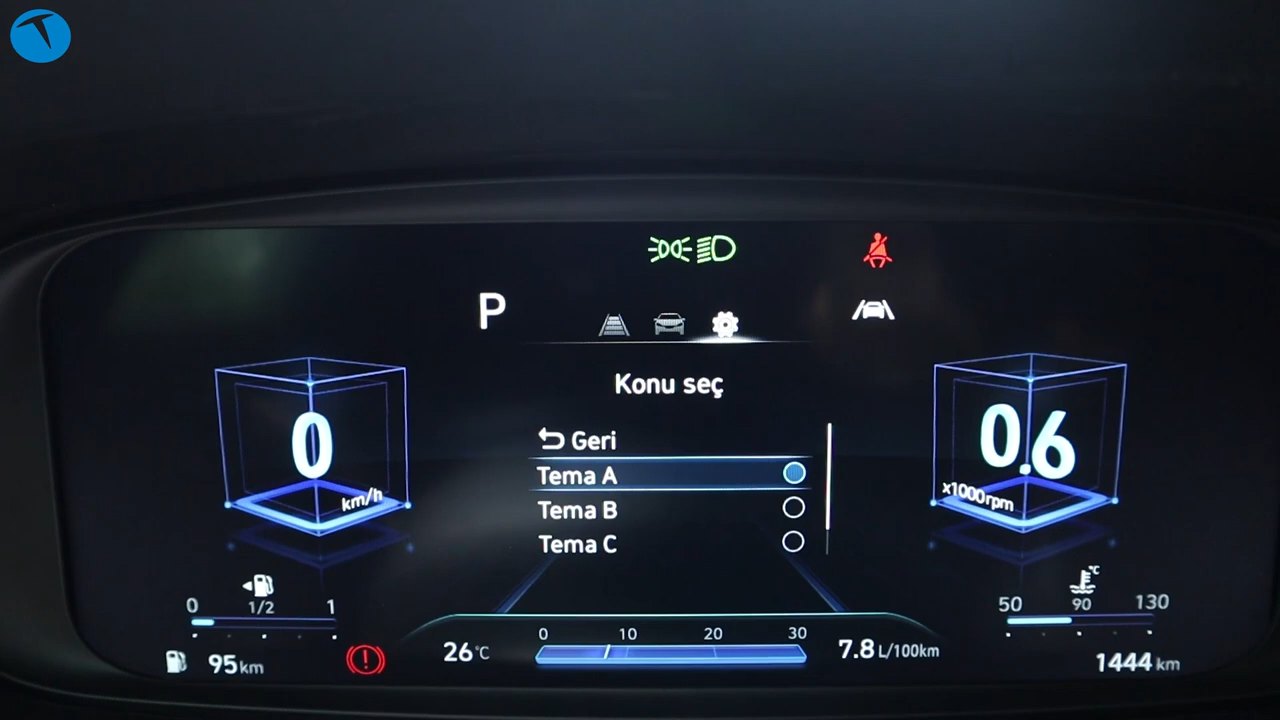 P
Konu seç
0
km/h
0.6
x1000rpm
Geri
Tema A
Tema B
Tema C
0 1/2 1
50 90 130
°C
95 km
26 °C
0 10 20 30
7.8 L/100km
1444 km